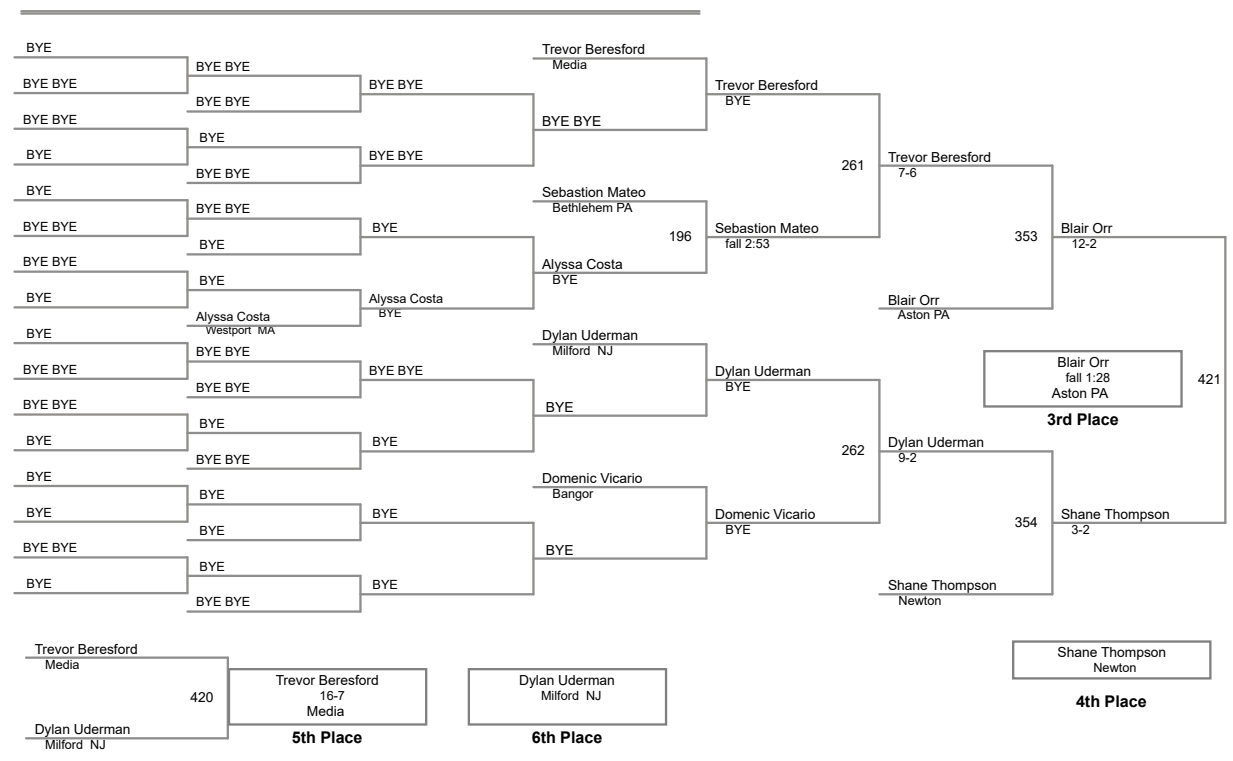 BYE
BYE BYE
BYE BYE
BYE
BYE
BYE BYE
BYE BYE
BYE
BYE
BYE BYE
BYE BYE
BYE
BYE
BYE
BYE BYE
BYE
BYE BYE
BYE BYE
BYE
BYE BYE
BYE BYE
BYE
BYE
Alyssa Costa
Westport MA
BYE BYE
BYE BYE
BYE
BYE BYE
BYE
BYE
BYE
BYE BYE
BYE BYE
BYE BYE
BYE
Alyssa Costa
BYE
BYE BYE
BYE
BYE
BYE
Trevor Beresford
Media
BYE BYE
Sebastion Mateo
Bethlehem PA
196
Alyssa Costa
BYE
Dylan Uderman
Milford NJ
BYE
Domenic Vicario
Bangor
BYE
Trevor Beresford
BYE
261
Sebastion Mateo
fall 2:53
Dylan Uderman
BYE
262
Domenic Vicario
BYE
Trevor Beresford
7-6
353
Blair Orr
Aston PA
Dylan Uderman
9-2
354
Shane Thompson
Newton
Blair Orr
12-2
421
Shane Thompson
3-2
Blair Orr
fall 1:28
Aston PA
3rd Place
Shane Thompson
Newton
4th Place
Trevor Beresford
Media
420
Dylan Uderman
Milford NJ
Trevor Beresford
16-7
Media
5th Place
Dylan Uderman
Milford NJ
6th Place